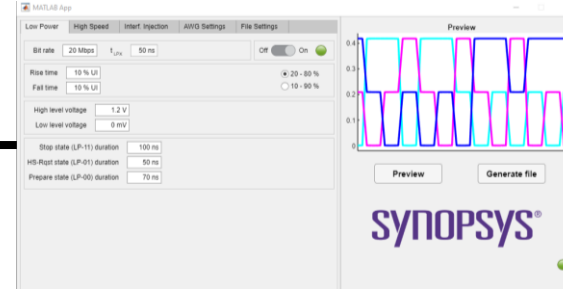 MATLAB App
Low Power High Speed Interf. Injection AWG Settings File Settings
Bit rate 20 Mbps t_LPX 50 ns Off On
Rise time 10 % UI 20 - 80 %
Fall time 10 % UI 10 - 90 %
High level voltage 1.2 V
Low level voltage 0 mV
Stop state (LP-11) duration 100 ns
HS-Rqst state (LP-01) duration 50 ns
Prepare state (LP-00) duration 70 ns
Preview
0.4
0.3
0.2
0.1
0
Preview Generate file
SYNOPSYS®